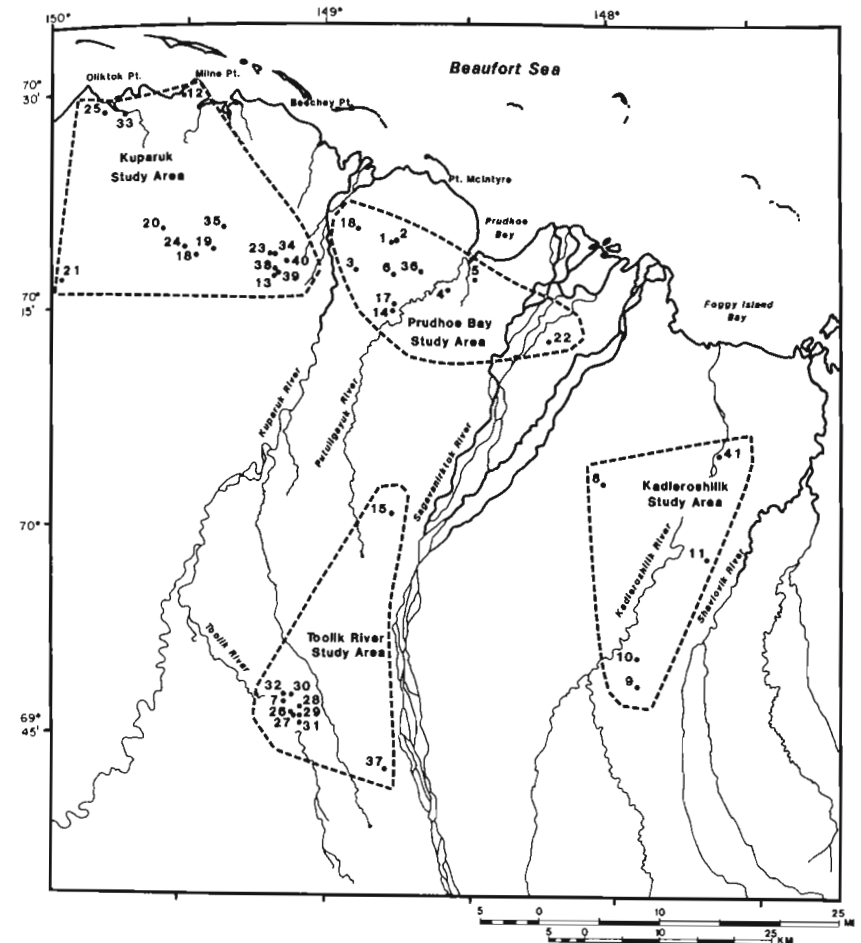 150°
149°
148°
Beaufort Sea
70°
30'
Oliktok Pt.
Milne Pt.
12
Beechey Pt.
25
33
Kuparuk
Study Area
Pt. McIntyre
20
35
18
1
2
Prudhoe
Bay
24
19
18
23
34
40
38
13
39
3
6
36
5
21
4
70°
15'
17
14
Prudhoe Bay
Study Area
22
Foggy Island
Bay
Kuparuk River
Putuligayuk River
Sagavanirktok River
41
8
Kadleroshilik
Study Area
15
70°
11
Kadleroshilik River
Shaviovik River
Toolik River
Toolik River
Study Area
10
9
32
30
7
28
26
29
27
31
69°
45'
37
5
0
10
25
MI
5
0
10
25
KM